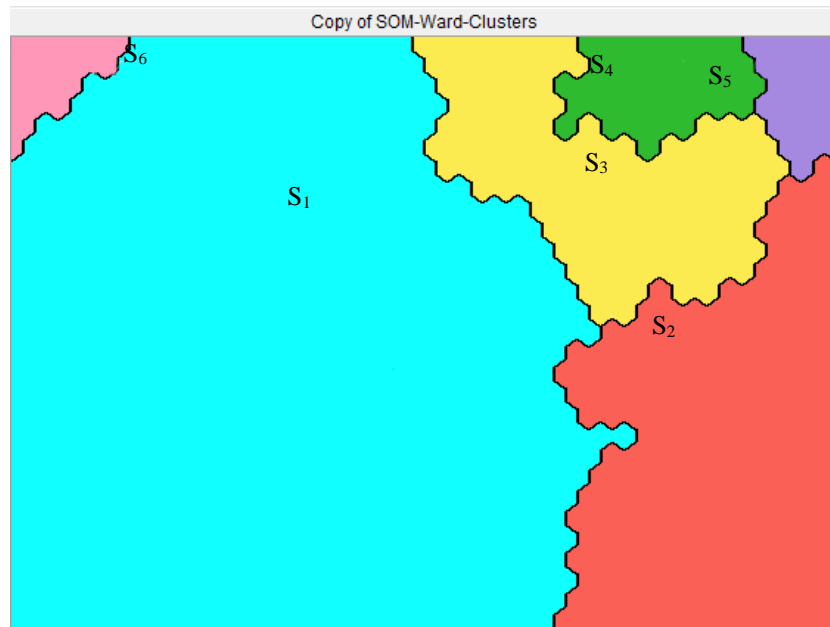 Copy of SOM-Ward-Clusters
S₆
S₄
S₅
S₃
S₁
S₂